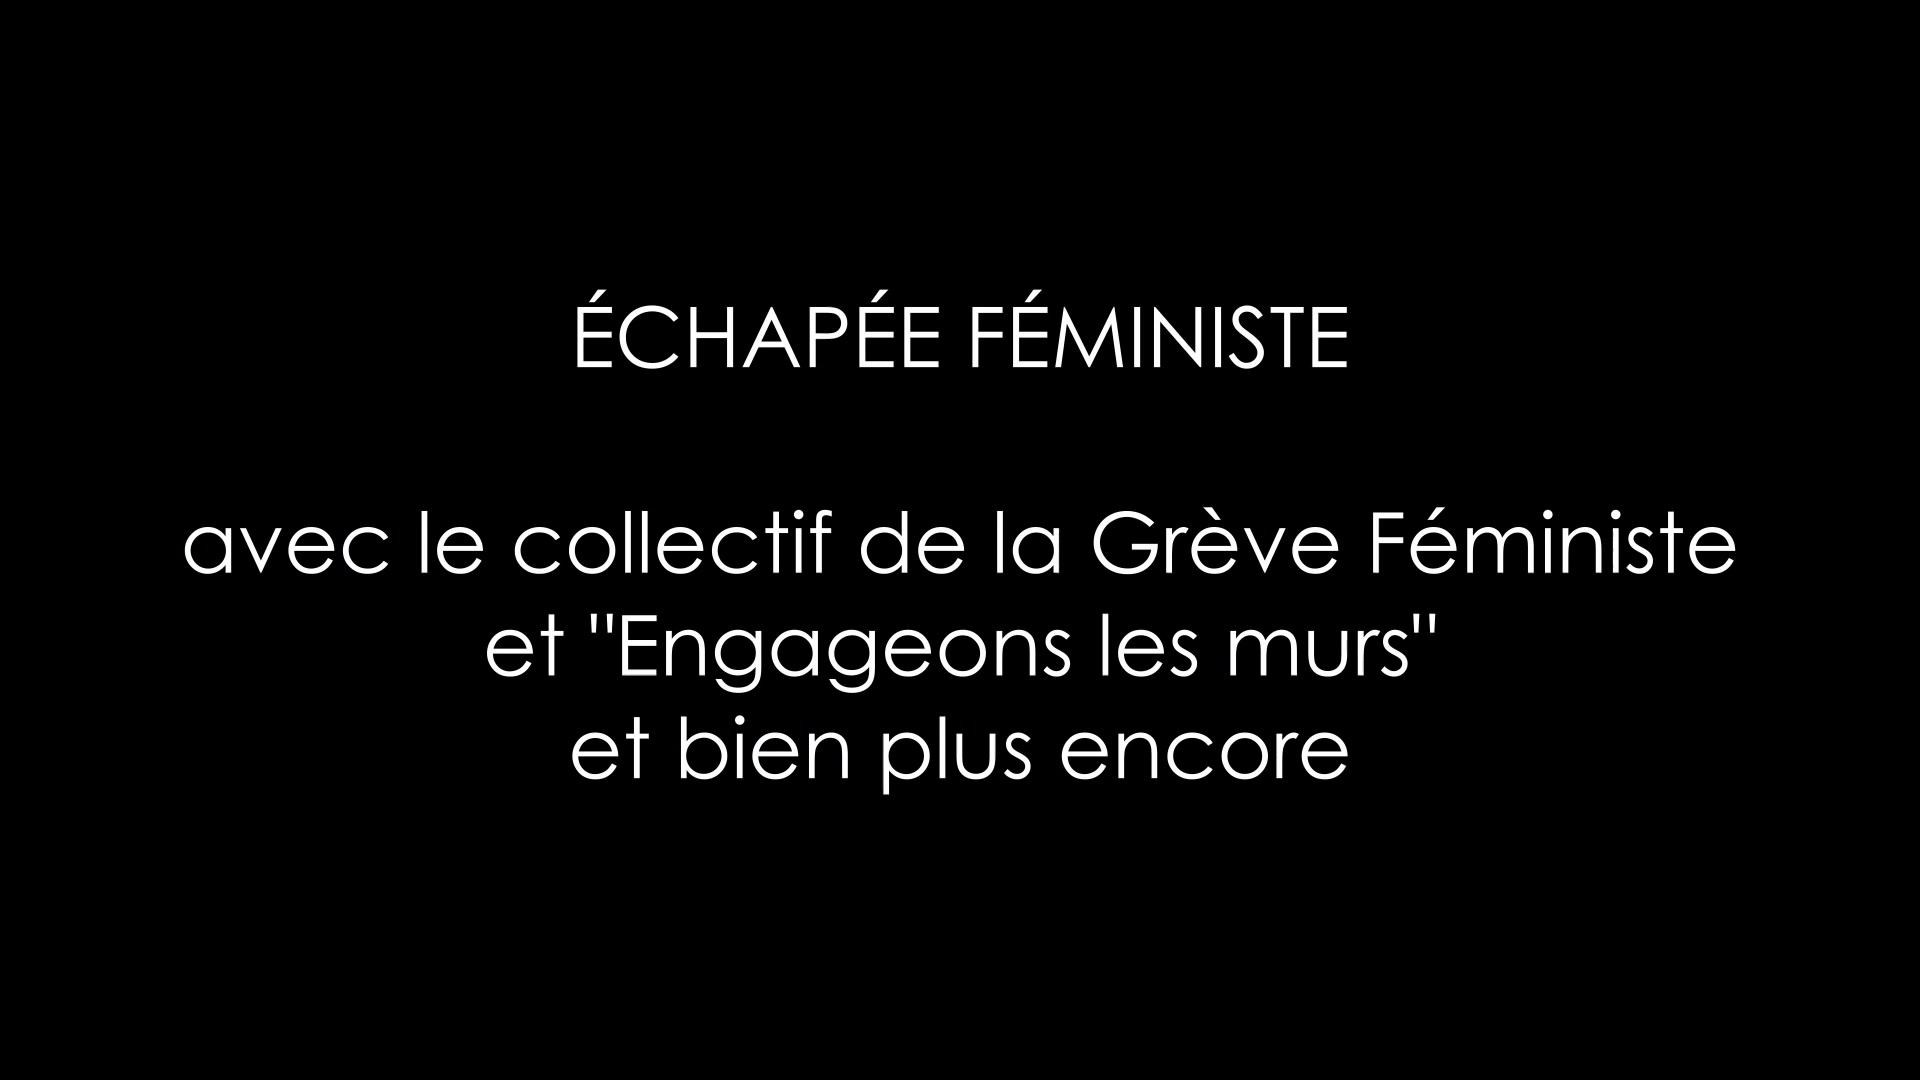 ÉCHAPÉE FÉMINISTE
avec le collectif de la Grève Féministe
et "Engageons les murs"
et bien plus encore